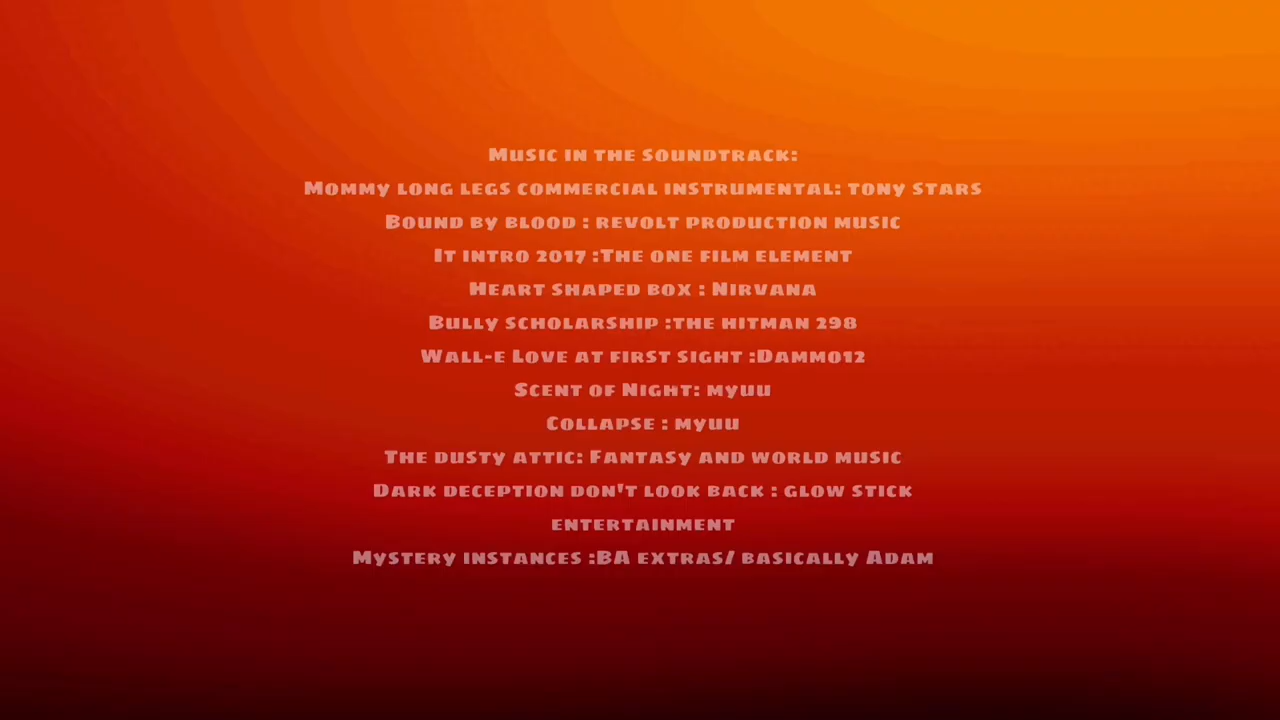 Music in the soundtrack:
Mommy long legs commercial instrumental: tony stars
Bound by blood : revolt production music
It intro 2017 :The one film element
Heart shaped box : Nirvana
Bully scholarship :the hitman 298
Wall-e Love at first sight :Dammo12
Scent of Night: myuu
Collapse : myuu
The dusty attic: Fantasy and world music
Dark deception don't look back : glow stick
entertainment
Mystery instances :BA extras/ basically Adam